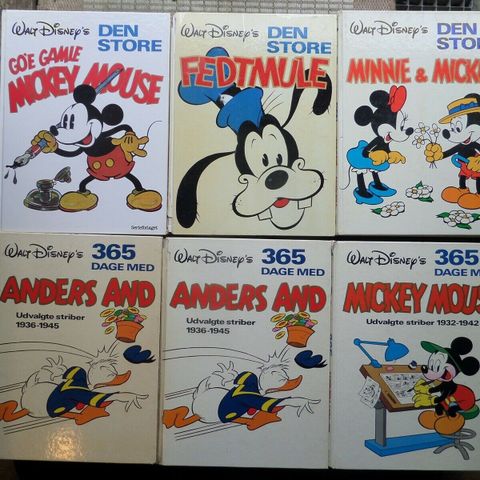 Walt Disney's DEN
STORE
GO'E GAMLE
MICKEY MOUSE
Serieforlaget
Walt Disney's DEN
STORE
FEDTMULE
Walt Disney's DEN
STOR
MINNIE & MICK
Walt Disney's 365
DAGE MED
ANDERS AND
Udvalgte striber
1936-1945
Walt Disney's 365
DAGE MED
ANDERS AND
Udvalgte striber
1936-1945
Walt Disney's 365
DAGE M
MICKEY MOUS
Udvalgte striber 1932-1942